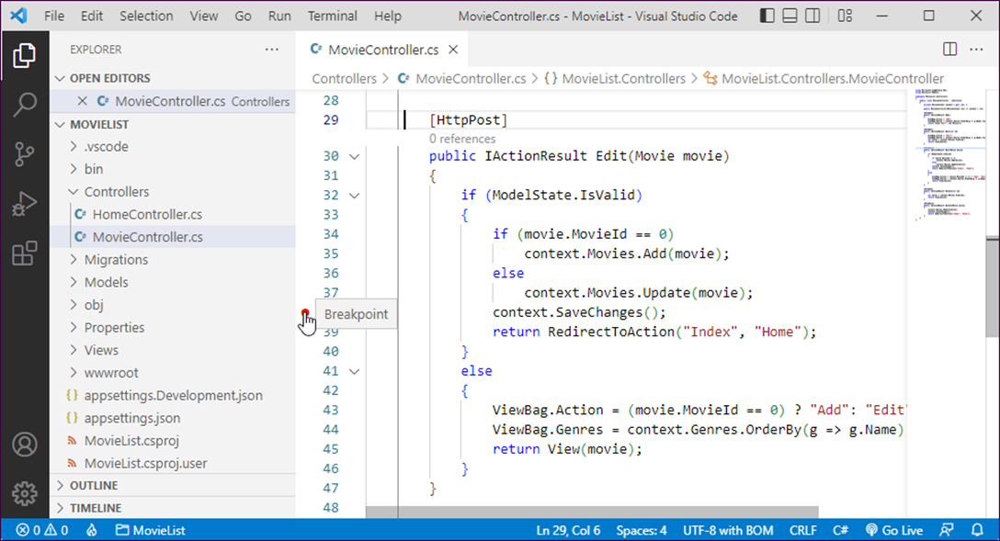 File Edit Selection View Go Run Terminal Help MovieController.cs - MovieList - Visual Studio Code
EXPLORER ···
OPEN EDITORS
MovieController.cs Controllers
MOVIELIST
.vscode
bin
Controllers
HomeController.cs
MovieController.cs
Migrations
Models
obj
Properties
Views
wwwroot
{} appsettings.Development.json
{} appsettings.json
MovieList.csproj
MovieList.csproj.user
OUTLINE
TIMELINE
MovieController.cs
Controllers > MovieController.cs > {} MovieList.Controllers > MovieList.Controllers.MovieController
28
29 [HttpPost]
0 references
30 public IActionResult Edit(Movie movie)
31 {
32 if (ModelState.IsValid)
33 {
34 if (movie.MovieId == 0)
35 context.Movies.Add(movie);
36 else
37 context.Movies.Update(movie);
Breakpoint context.SaveChanges();
39 return RedirectToAction("Index", "Home");
40 }
41 else
42 {
43 ViewBag.Action = (movie.MovieId == 0) ? "Add": "Edit"
44 ViewBag.Genres = context.Genres.OrderBy(g => g.Name)
45 return View(movie);
46 }
47 }
48
0 0 MovieList Ln 29, Col 6 Spaces: 4 UTF-8 with BOM CRLF C# Go Live